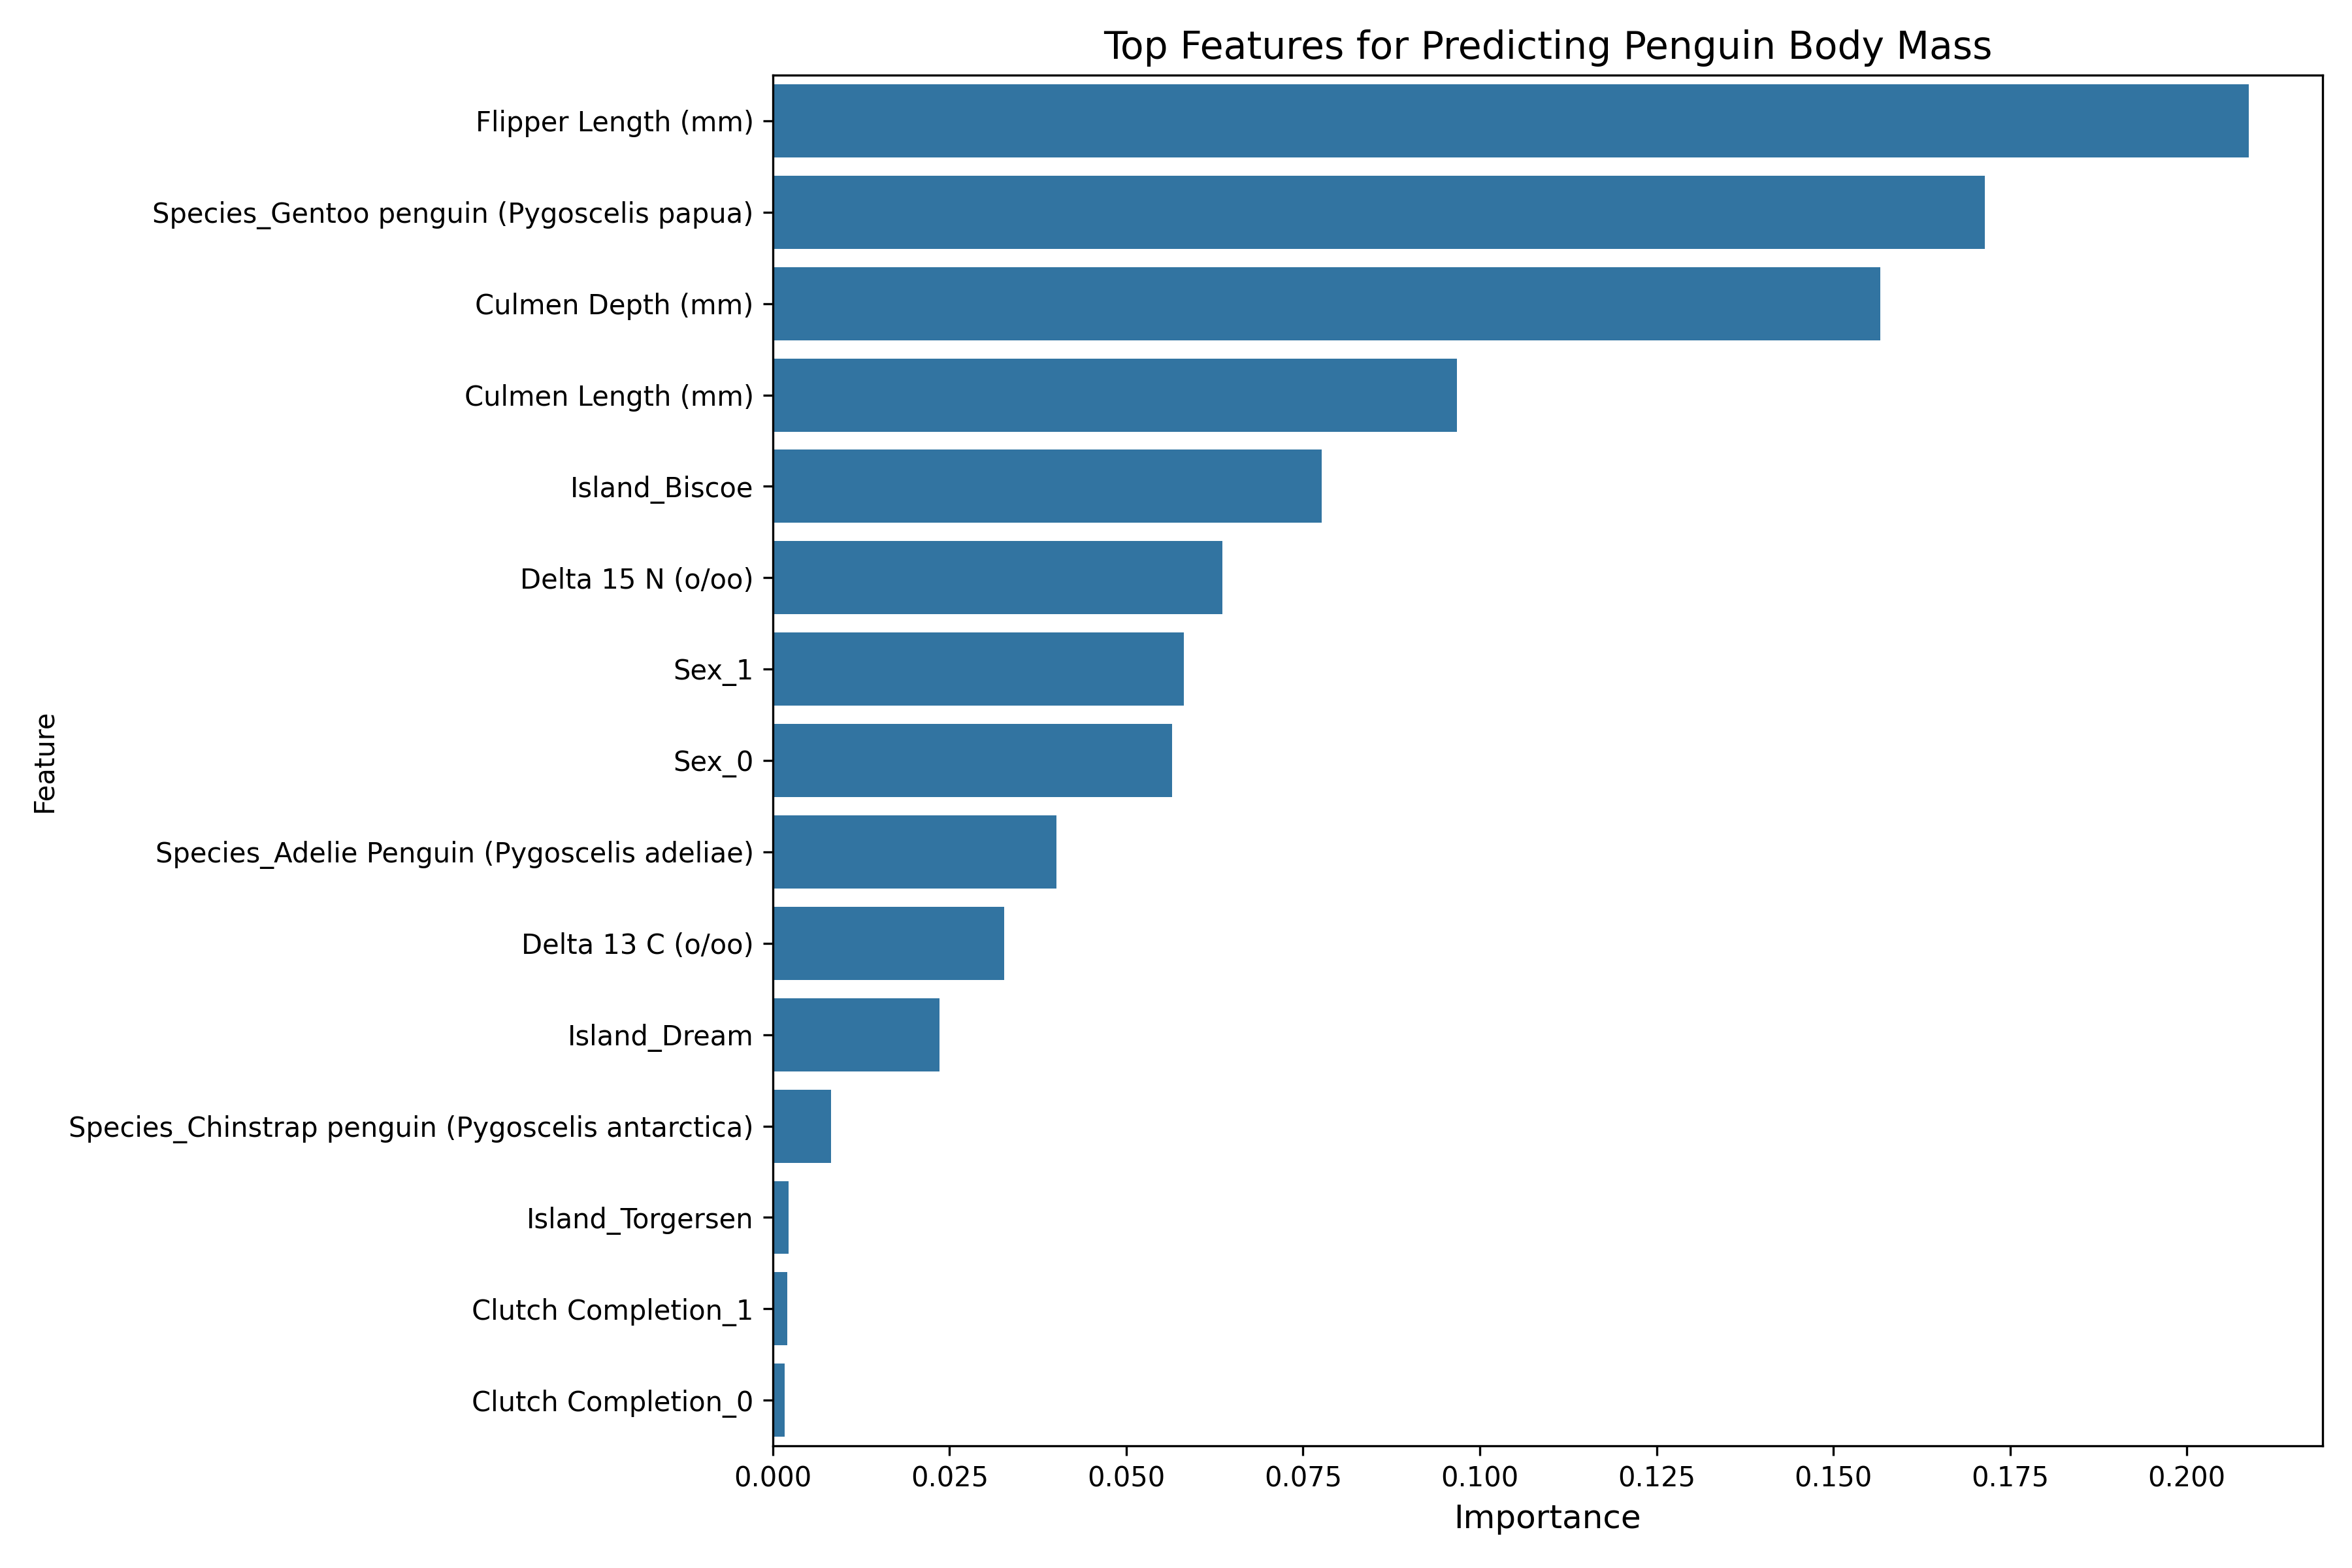 Top Features for Predicting Penguin Body Mass
Feature
Flipper Length (mm)
Species_Gentoo penguin (Pygoscelis papua)
Culmen Depth (mm)
Culmen Length (mm)
Island_Biscoe
Delta 15 N (o/oo)
Sex_1
Sex_0
Species_Adelie Penguin (Pygoscelis adeliae)
Delta 13 C (o/oo)
Island_Dream
Species_Chinstrap penguin (Pygoscelis antarctica)
Island_Torgersen
Clutch Completion_1
Clutch Completion_0
0.000 0.025 0.050 0.075 0.100 0.125 0.150 0.175 0.200
Importance